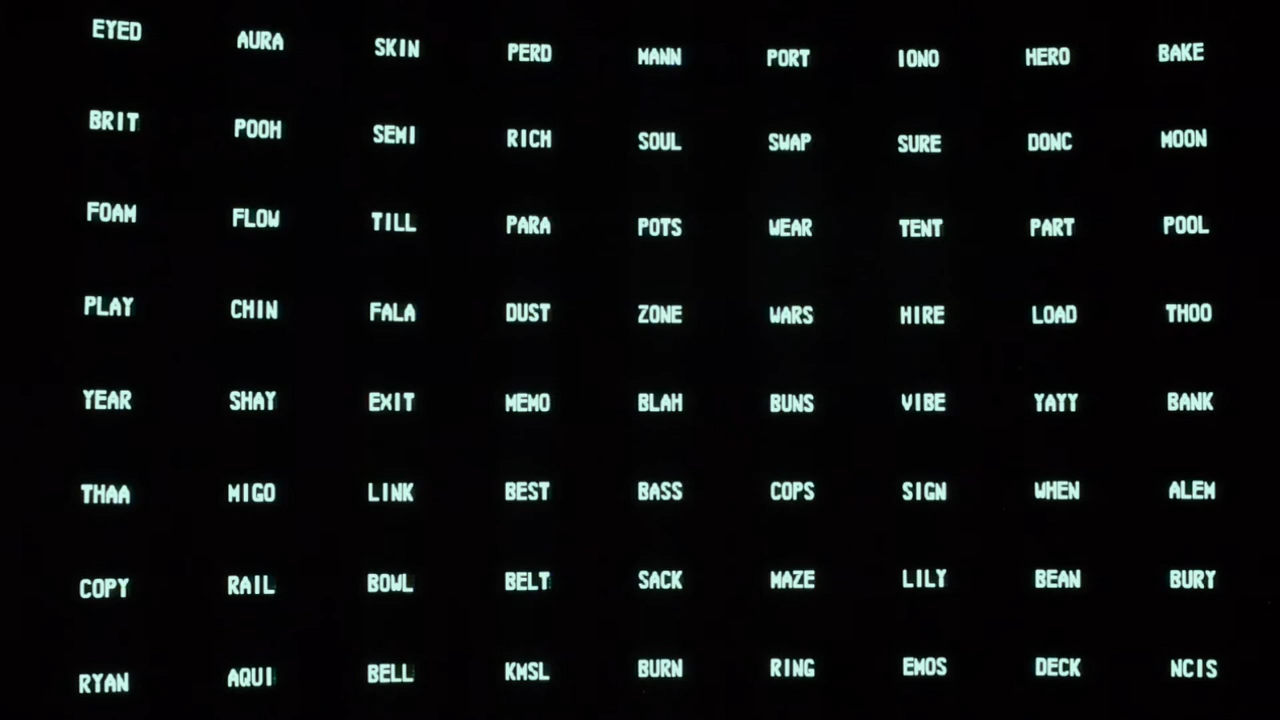 EYED AURA SKIN PERD MANN PORT IONO HERO BAKE
BRIT POOH SEMI RICH SOUL SWAP SURE DONC MOON
FOAM FLOW TILL PARA POTS WEAR TENT PART POOL
PLAY CHIN FALA DUST ZONE WARS HIRE LOAD THOO
YEAR SHAY EXIT MEMO BLAH BUNS VIBE YAYY BANK
THAA MIGO LINK BEST BASS COPS SIGN WHEN ALEM
COPY RAIL BOWL BELT SACK MAZE LILY BEAN BURY
RYAN AQUI BELL KMSL BURN RING EMOS DECK NCIS